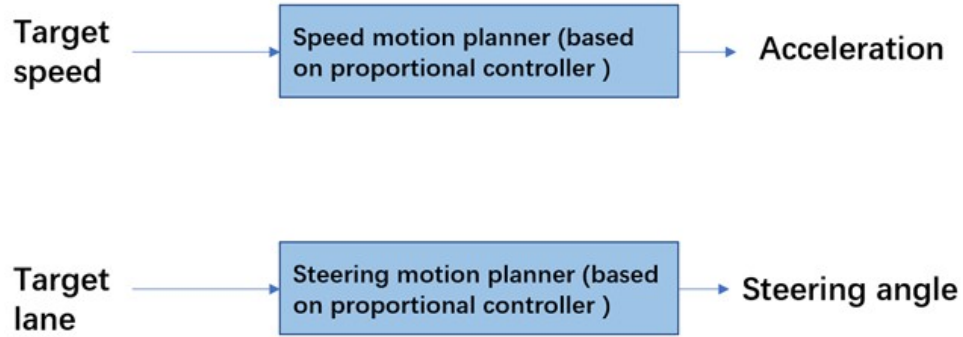 Target
speed
Speed motion planner (based
on proportional controller )
Acceleration
Target
lane
Steering motion planner (based
on proportional controller )
Steering angle